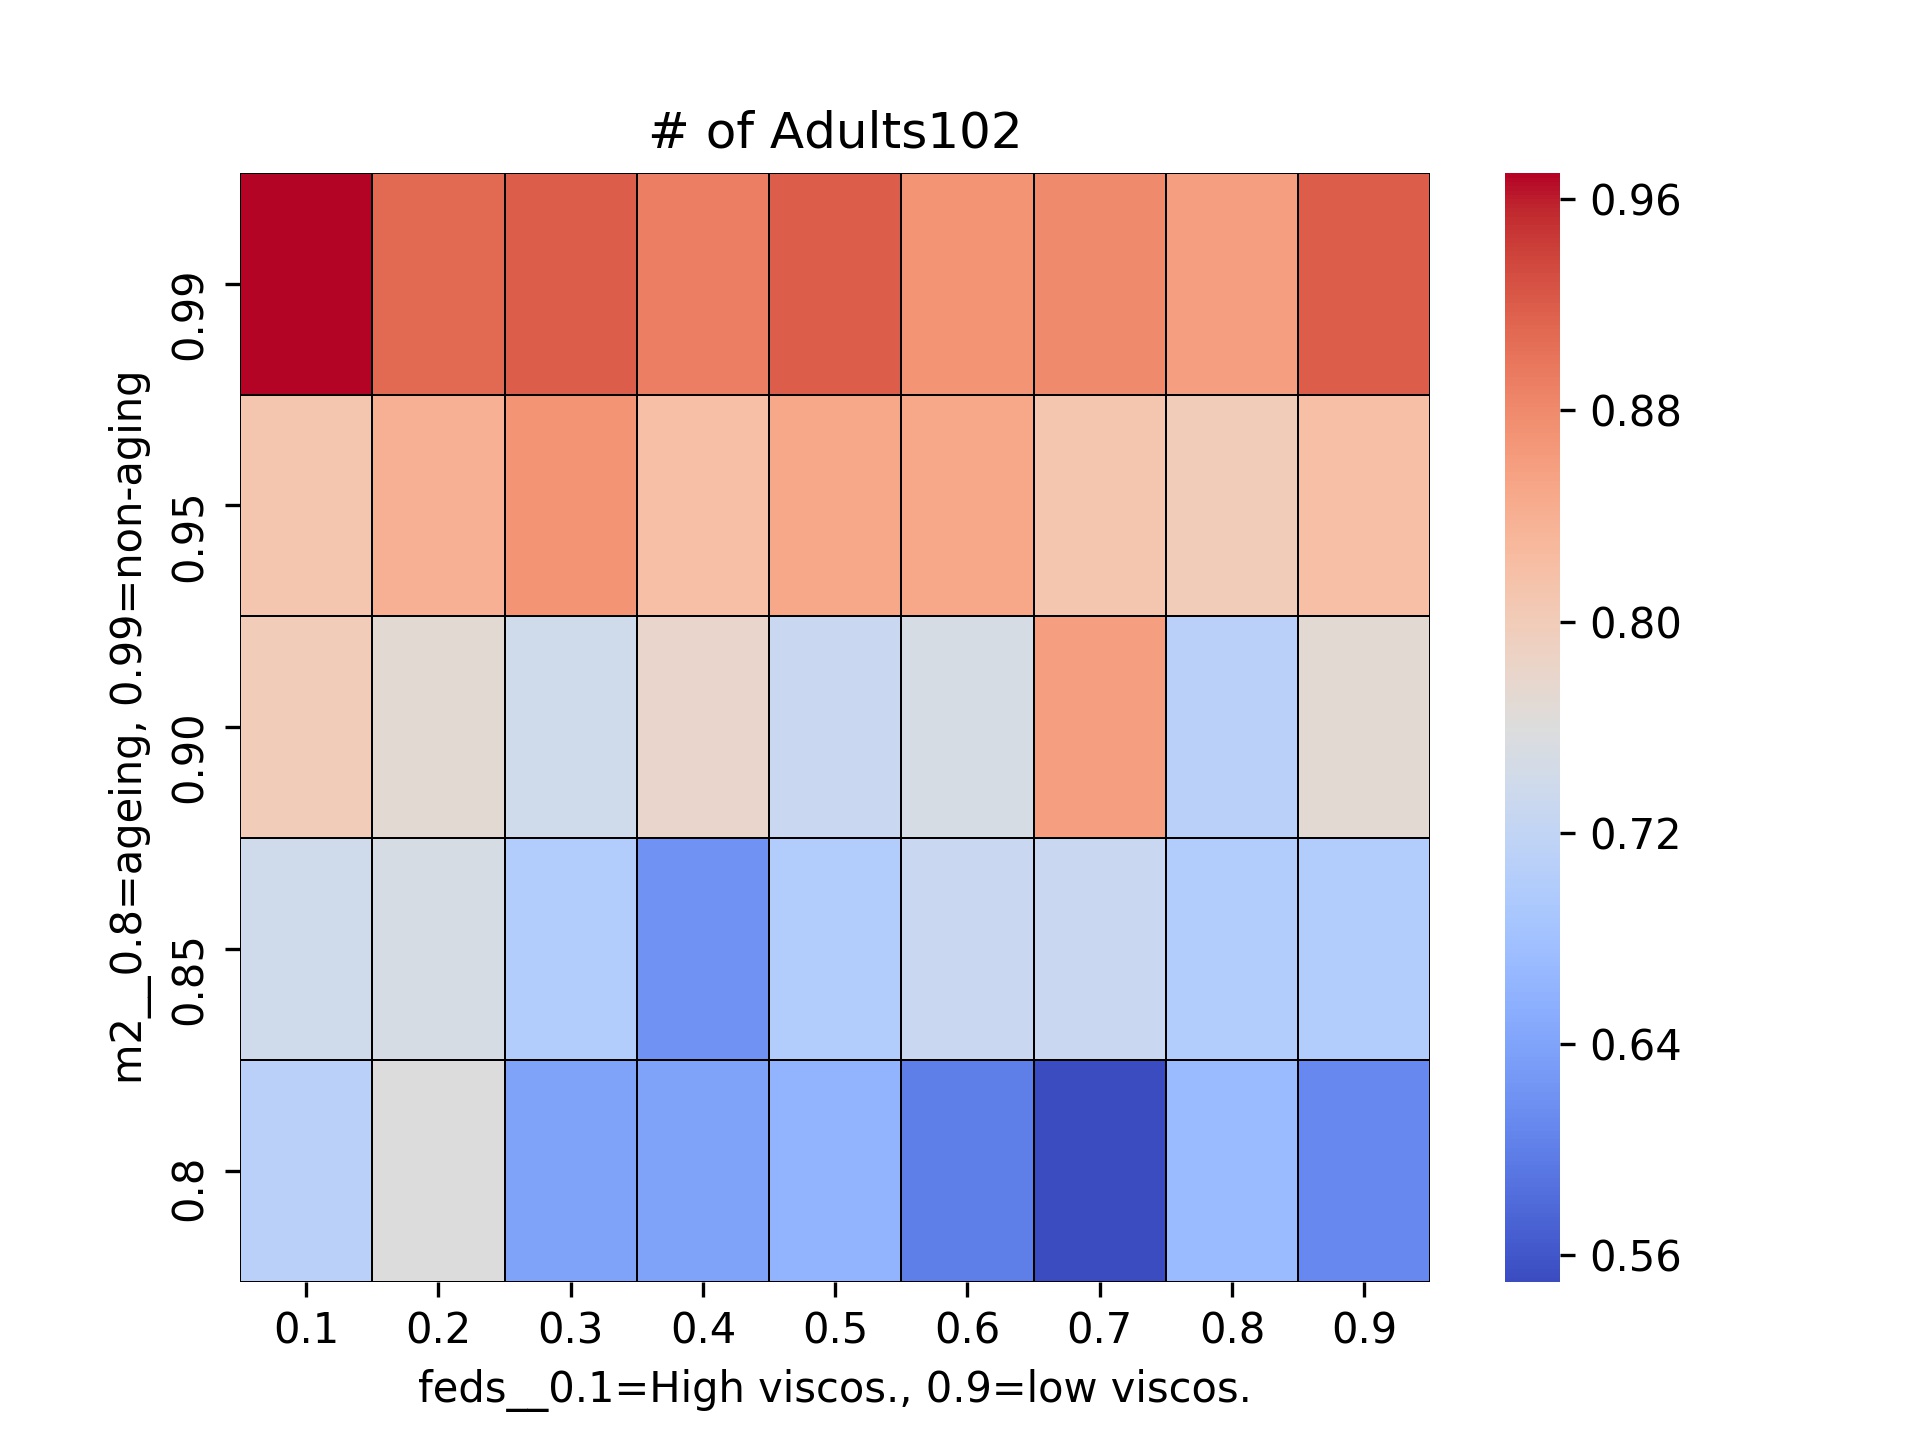 # of Adults102
m2__0.8=ageing, 0.99=non-aging
0.99
0.95
0.90
0.85
0.8
0.1 0.2 0.3 0.4 0.5 0.6 0.7 0.8 0.9
feds__0.1=High viscos., 0.9=low viscos.
0.96
0.88
0.80
0.72
0.64
0.56